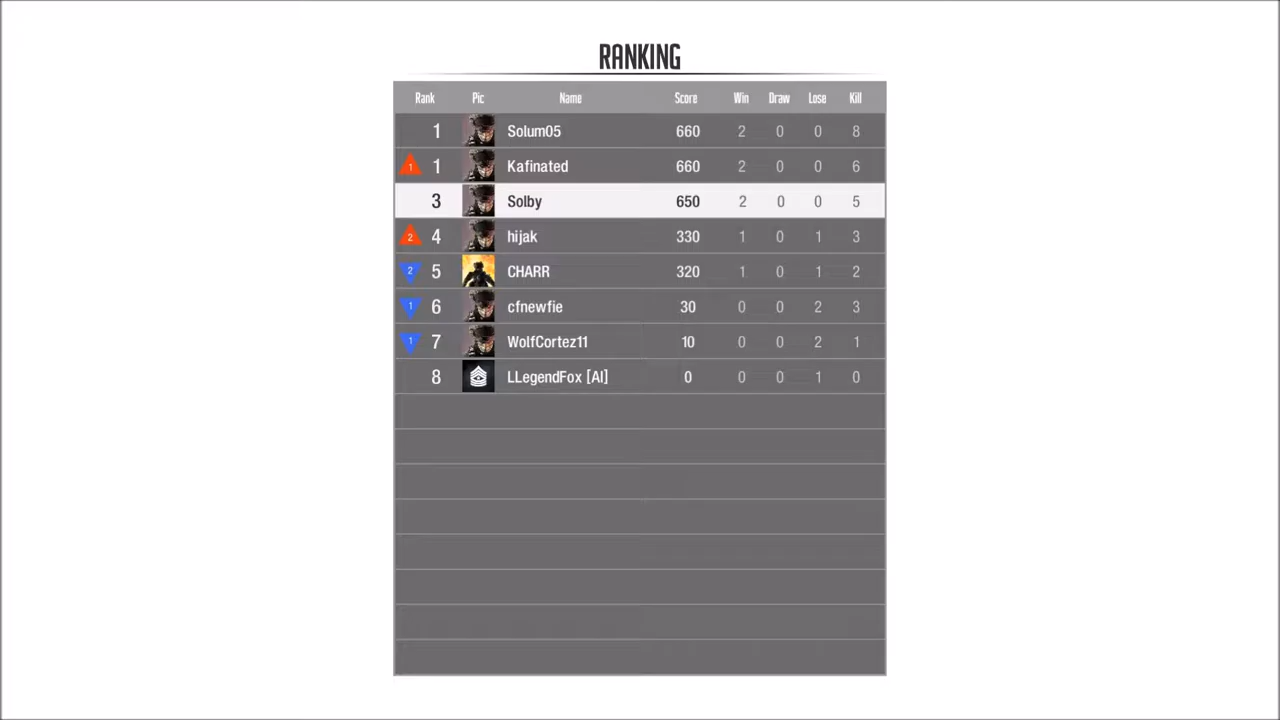 RANKING
Rank Pic Name Score Win Draw Lose Kill
1 Solum05 660 2 0 0 8
1 1 Kafinated 660 2 0 0 6
3 Solby 650 2 0 0 5
2 4 hijak 330 1 0 1 3
2 5 CHARR 320 1 0 1 2
1 6 cfnewfie 30 0 0 2 3
1 7 WolfCortez11 10 0 0 2 1
8 LLegendFox [AI] 0 0 0 1 0